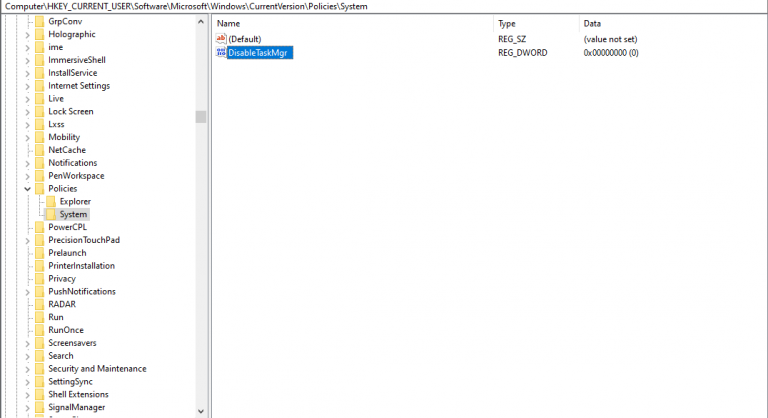 Computer\HKEY_CURRENT_USER\Software\Microsoft\Windows\CurrentVersion\Policies\System
GrpConv
Holographic
ime
ImmersiveShell
InstallService
Internet Settings
Live
Lock Screen
Lxss
Mobility
NetCache
Notifications
PenWorkspace
Policies
Explorer
System
PowerCPL
PrecisionTouchPad
Prelaunch
PrinterInstallation
Privacy
PushNotifications
RADAR
Run
RunOnce
Screensavers
Search
Security and Maintenance
SettingSync
Shell Extensions
SignalManager
Name Type Data
(Default) REG_SZ (value not set)
DisableTaskMgr REG_DWORD 0x00000000 (0)